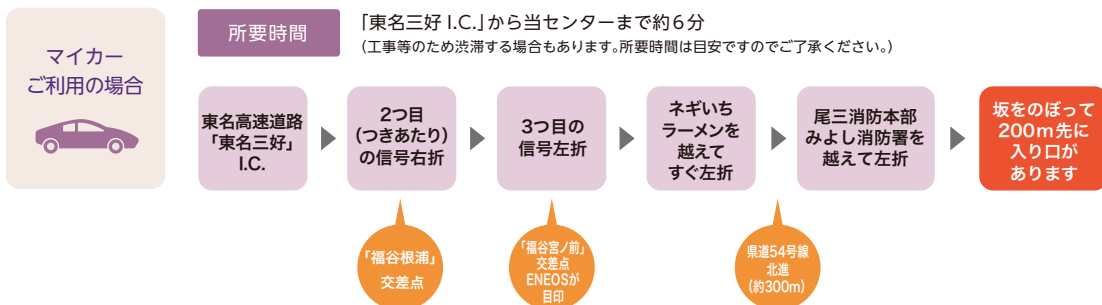 マイカー
ご利用の場合
所要時間
「東名三好 I.C.」から当センターまで約6分
(工事等のため渋滞する場合もあります。所要時間は目安ですのでご了承ください。)
東名高速道路
「東名三好」
I.C.
2つ目
(つきあたり)
の信号右折
3つ目の
信号左折
ネギいち
ラーメンを
越えて
すぐ左折
尾三消防本部
みよし消防署を
越えて左折
坂をのぼって
200m先に
入り口が
あります
「福谷根浦」
交差点
「福谷宮ノ前」
交差点
ENEOSが
目印
県道54号線
北進
(約300m)